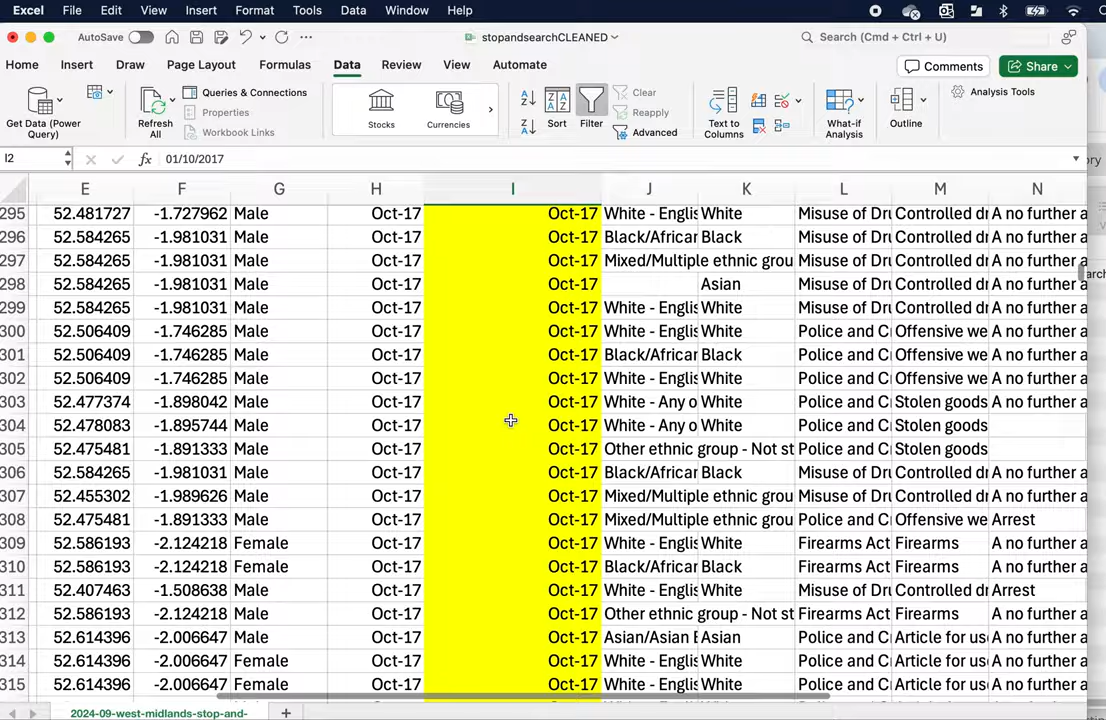 Excel File Edit View Insert Format Tools Data Window Help
AutoSave stopandsearchCLEANED Search (Cmd + Ctrl + U)
Home Insert Draw Page Layout Formulas Data Review View Automate Comments Share
Get Data (Power Query) Refresh All Queries & Connections Properties Workbook Links Stocks Currencies Sort Filter Clear Reapply Advanced Text to Columns What-if Analysis Outline Analysis Tools
I2 fx 01/10/2017
E F G H I J K L M N
295 52.481727 -1.727962 Male Oct-17 Oct-17 White - Englis White Misuse of Dru Controlled dr A no further a
296 52.584265 -1.981031 Male Oct-17 Oct-17 Black/African Black Misuse of Dru Controlled dr A no further a
297 52.584265 -1.981031 Male Oct-17 Oct-17 Mixed/Multiple ethnic grou Misuse of Dru Controlled dr A no further a
298 52.584265 -1.981031 Male Oct-17 Oct-17 Asian Misuse of Dru Controlled dr A no further a
299 52.584265 -1.981031 Male Oct-17 Oct-17 White - Englis White Misuse of Dru Controlled dr A no further a
300 52.506409 -1.746285 Male Oct-17 Oct-17 White - Englis White Police and C Offensive we A no further a
301 52.506409 -1.746285 Male Oct-17 Oct-17 Black/African Black Police and C Offensive we A no further a
302 52.506409 -1.746285 Male Oct-17 Oct-17 White - Englis White Police and C Offensive we A no further a
303 52.477374 -1.898042 Male Oct-17 Oct-17 White - Any o White Police and C Stolen goods A no further a
304 52.478083 -1.895744 Male Oct-17 Oct-17 White - Any o White Police and C Stolen goods
305 52.475481 -1.891333 Male Oct-17 Oct-17 Other ethnic group - Not st Police and C Stolen goods
306 52.584265 -1.981031 Male Oct-17 Oct-17 Black/African Black Misuse of Dru Controlled dr A no further a
307 52.455302 -1.989626 Male Oct-17 Oct-17 Mixed/Multiple ethnic grou Misuse of Dru Controlled dr A no further a
308 52.475481 -1.891333 Male Oct-17 Oct-17 Mixed/Multiple ethnic grou Police and C Offensive we Arrest
309 52.586193 -2.124218 Female Oct-17 Oct-17 White - Englis White Firearms Act Firearms A no further a
310 52.586193 -2.124218 Female Oct-17 Oct-17 Black/African Black Firearms Act Firearms A no further a
311 52.407463 -1.508638 Male Oct-17 Oct-17 White - Englis White Misuse of Dru Controlled dr Arrest
312 52.586193 -2.124218 Male Oct-17 Oct-17 Other ethnic group - Not st Firearms Act Firearms A no further a
313 52.614396 -2.006647 Male Oct-17 Oct-17 Asian/Asian B Asian Police and C Article for us A no further a
314 52.614396 -2.006647 Female Oct-17 Oct-17 White - Englis White Police and C Article for us A no further a
315 52.614396 -2.006647 Female Oct-17 Oct-17 White - Englis White Police and C Article for us A no further a
2024-09-west-midlands-stop-and-